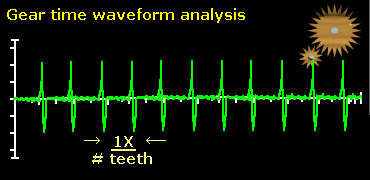 Gear time waveform analysis
→ 1X ←
# teeth